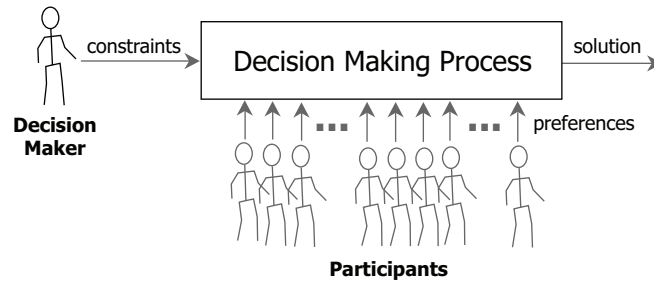 constraints
Decision Making Process
solution
Decision
Maker
... ...
preferences
Participants